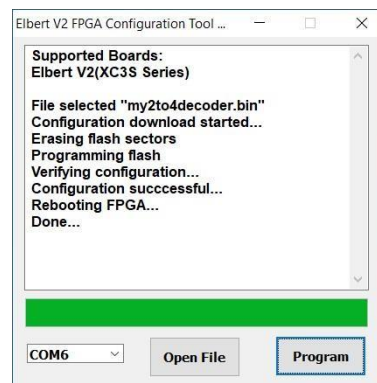 Elbert V2 FPGA Configuration Tool ...
Supported Boards:
Elbert V2(XC3S Series)
File selected "my2to4decoder.bin"
Configuration download started...
Erasing flash sectors
Programming flash
Verifying configuration...
Configuration succcessful...
Rebooting FPGA...
Done...
COM6
Open File
Program